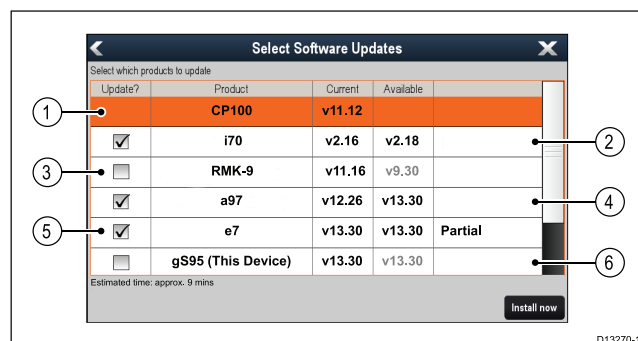 Select Software Updates
Select which products to update
Update? Product Current Available
1 CP100 v11.12
i70 v2.16 v2.18 2
3 RMK-9 v11.16 v9.30
a97 v12.26 v13.30 4
5 e7 v13.30 v13.30 Partial
gS95 (This Device) v13.30 v13.30 6
Estimated time: approx. 9 mins
Install now